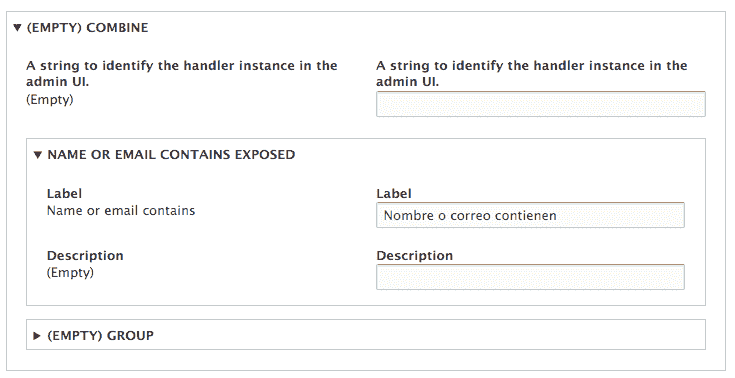 (EMPTY) COMBINE
A string to identify the handler instance in the
admin UI.
(Empty)
A string to identify the handler instance in the
admin UI.
NAME OR EMAIL CONTAINS EXPOSED
Label
Name or email contains
Label
Nombre o correo contienen
Description
(Empty)
Description
(EMPTY) GROUP